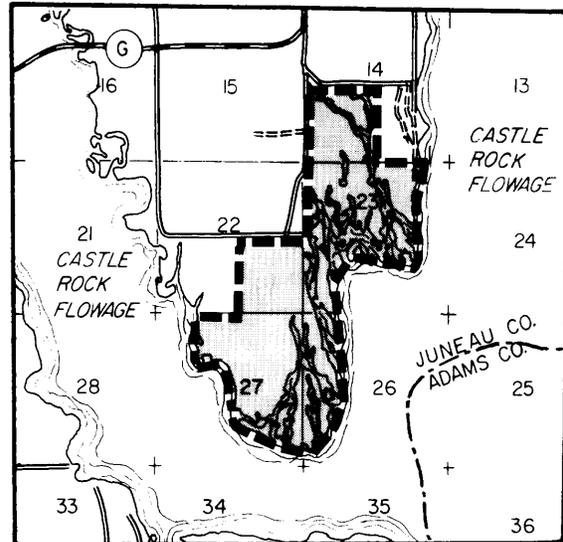 G
16
15
14
13
CASTLE
ROCK
FLOWAGE
21
CASTLE
ROCK
FLOWAGE
22
23
24
JUNEAU CO.
ADAMS CO.
28
27
26
25
33
34
35
36